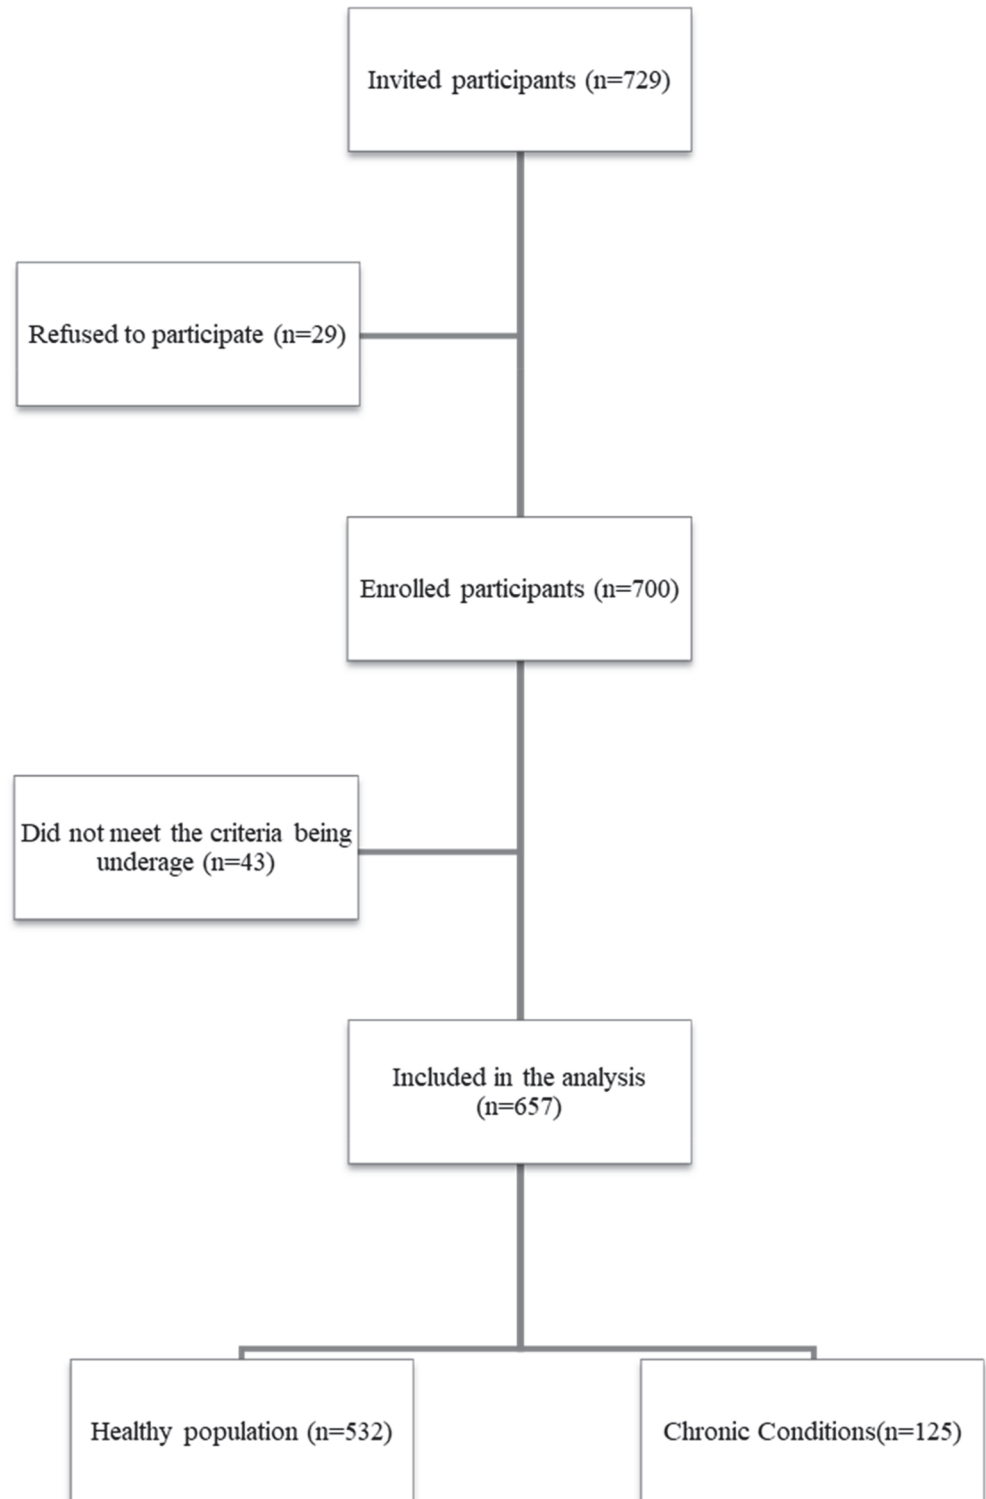 Invited participants (n=729)
Refused to participate (n=29)
Enrolled participants (n=700)
Did not meet the criteria being
underage (n=43)
Included in the analysis
(n=657)
Healthy population (n=532)
Chronic Conditions(n=125)